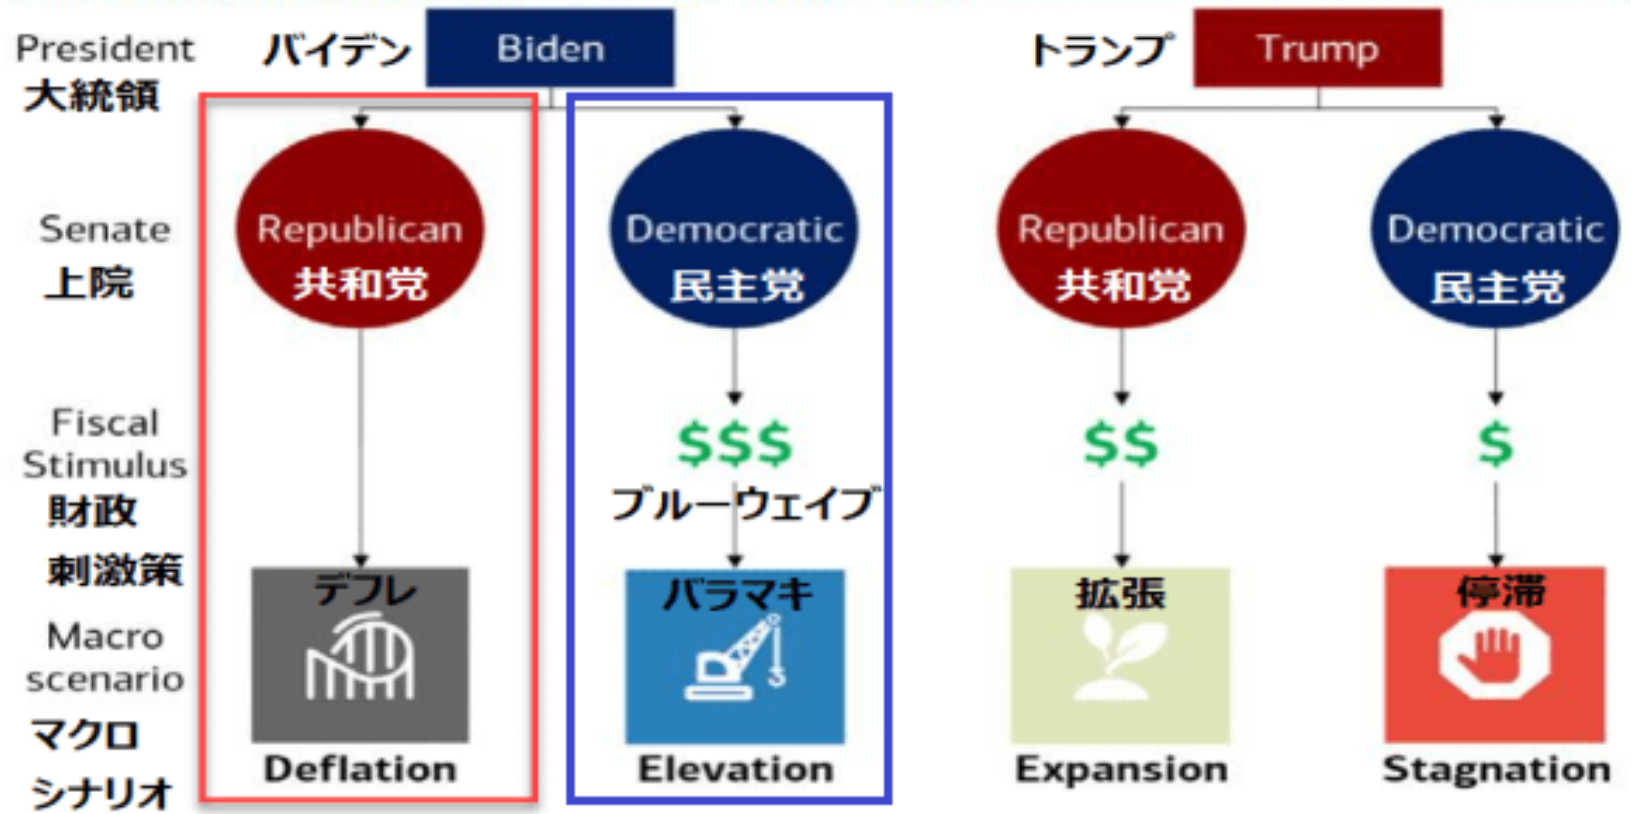 President
大統領
バイデン
Biden
トランプ
Trump
Senate
上院
Republican
共和党
Democratic
民主党
Republican
共和党
Democratic
民主党
Fiscal
Stimulus
財政
刺激策
$$$
ブルーウェイブ
$$
$
Macro
scenario
マクロ
シナリオ
デフレ
Deflation
バラマキ
Elevation
拡張
Expansion
停滞
Stagnation